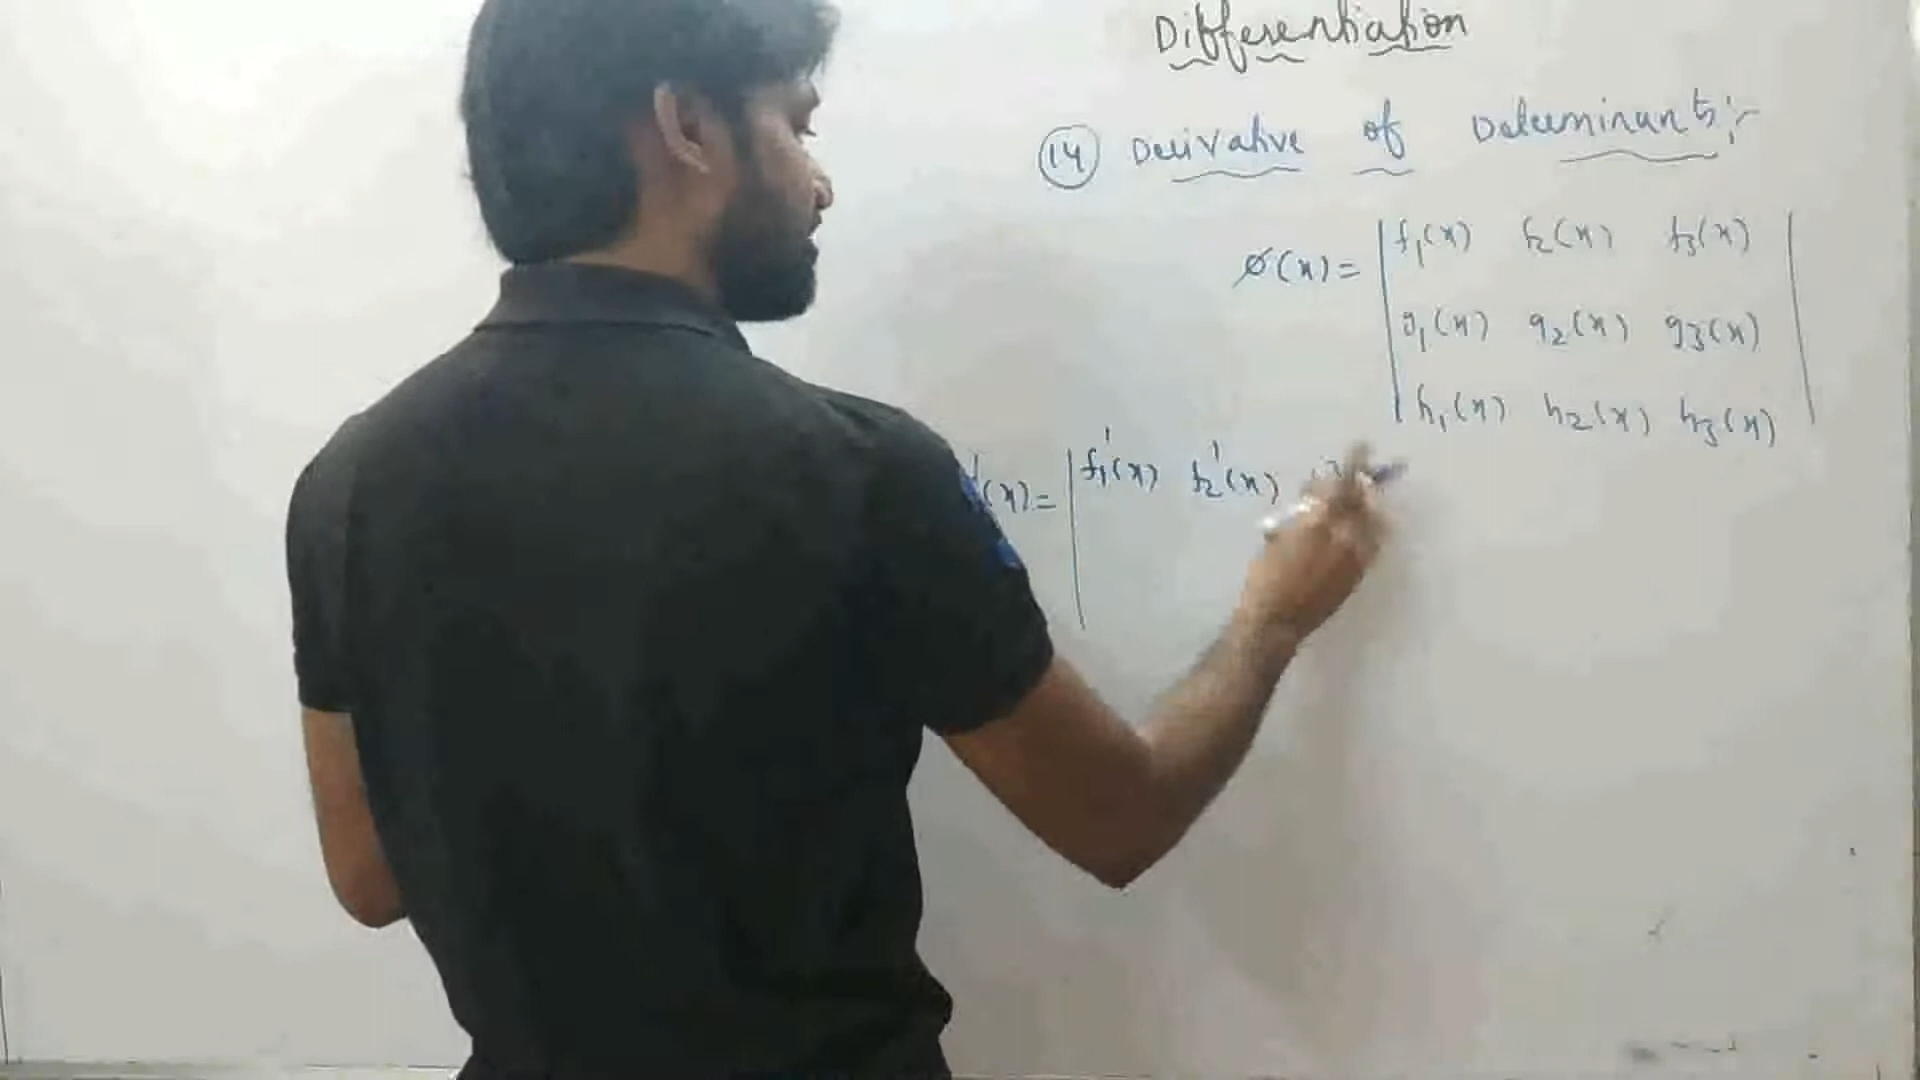 Differentiation
(14) Derivative of Determinants:-
ø(x) = | f₁(x) f₂(x) f₃(x) |
g₁(x) g₂(x) g₃(x)
h₁(x) h₂(x) h₃(x)
(x) = | f₁'(x) f₂'(x)